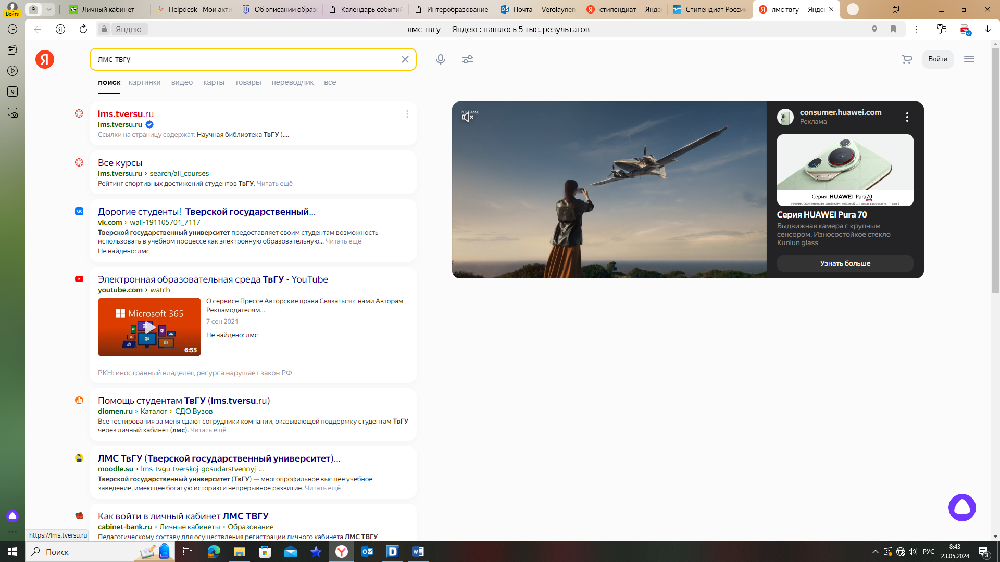 Войти
9
Личный кабинет
Helpdesk - Мои акти
Об описании образо
Календарь событий
Интеробразование
Почта — Verolaynen
стипендиат — Яндек
Стипендиат России
лмс твгу — Яндекс
Яндекс
лмс твгу — Яндекс: нашлось 5 тыс. результатов
9
Я
лмс твгу
Войти
поиск
картинки
видео
карты
товары
переводчик
все
lms.tversu.ru
lms.tversu.ru
Ссылки на страницу содержат: Научная библиотека ТвГУ (....
Все курсы
lms.tversu.ru › search/all_courses
Рейтинг спортивных достижений студентов ТвГУ. Читать ещё
Дорогие студенты! Тверской государственный...
vk.com › wall-191105701_7117
Тверской государственный университет предоставляет своим студентам возможность
использовать в учебном процессе как электронную образовательную... Читать ещё
Не найдено: лмс
Электронная образовательная среда ТвГУ - YouTube
youtube.com › watch
Microsoft 365
6:55
О сервисе Прессе Авторские права Связаться с нами Авторам
Рекламодателям...
7 сен 2021
Не найдено: лмс
РКН: иностранный владелец ресурса нарушает закон РФ
Помощь студентам ТвГУ (lms.tversu.ru)
diomen.ru › Каталог › СДО Вузов
Все тестирования за меня сдают сотрудники компании, оказывающей поддержку студентам ТвГУ
через личный кабинет (лмс). Читать ещё
ЛМС ТвГУ (Тверской государственный университет)...
moodle.su › lms-tvgu-tverskoj-gosudarstvennyj-...
Тверской государственный университет (ТвГУ) — многопрофильное высшее учебное
заведение, имеющее богатую историю и непрерывное развитие. Читать ещё
Как войти в личный кабинет ЛМС ТВГУ
cabinet-bank.ru › Личные кабинеты › Образование
Педагогическому составу для осуществления регистрации личного кабинета ЛМС ТВГУ
РЕКЛАМА
consumer.huawei.com
Реклама
Серия HUAWEI Pura70
Серия HUAWEI Pura 70
Выдвижная камера с крупным
сенсором. Износостойкое стекло
Kunlun glass
Узнать больше
https://lms.tversu.ru
Поиск
РУС
8:43
23.05.2024
3